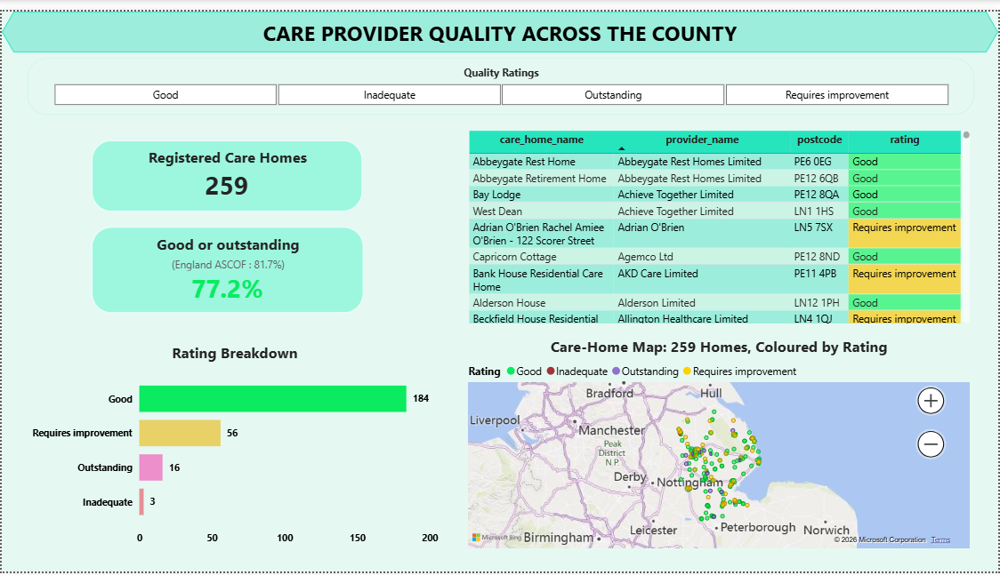 CARE PROVIDER QUALITY ACROSS THE COUNTY
Quality Ratings
Good Inadequate Outstanding Requires improvement
Registered Care Homes
259
Good or outstanding
(England ASCOF : 81.7%)
77.2%
care_home_name provider_name postcode rating
Abbeygate Rest Home Abbeygate Rest Homes Limited PE6 0EG Good
Abbeygate Retirement Home Abbeygate Rest Homes Limited PE12 6QB Good
Bay Lodge Achieve Together Limited PE12 8QA Good
West Dean Achieve Together Limited LN1 1HS Good
Adrian O'Brien Rachel Amiee Adrian O'Brien LN5 7SX Requires improvement
O'Brien - 122 Scorer Street
Capricorn Cottage Agemco Ltd PE12 8ND Good
Bank House Residential Care AKD Care Limited PE11 4PB Requires improvement
Home
Alderson House Alderson Limited LN12 1PH Good
Beckfield House Residential Allington Healthcare Limited LN4 1QJ Requires improvement
Rating Breakdown
Good 184
Requires improvement 56
Outstanding 16
Inadequate 3
0 50 100 150 200
Care-Home Map: 259 Homes, Coloured by Rating
Rating Good Inadequate Outstanding Requires improvement
Bradford Hull
Liverpool
Manchester
Peak
District
N.P.
Derby Nottingham
Leicester Peterborough Norwich
Microsoft Bing Birmingham © 2026 Microsoft Corporation Terms